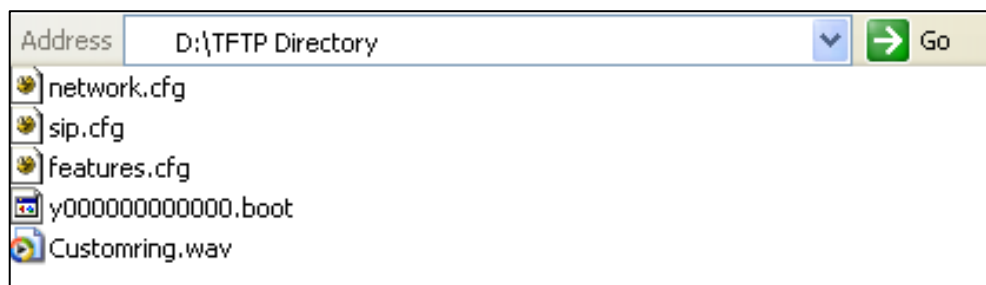 Address D:\TFTP Directory Go
network.cfg
sip.cfg
features.cfg
y000000000000.boot
Customring.wav